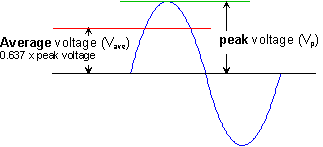 peak voltage (Vp)
Average voltage (Vave)
0.637 x peak voltage